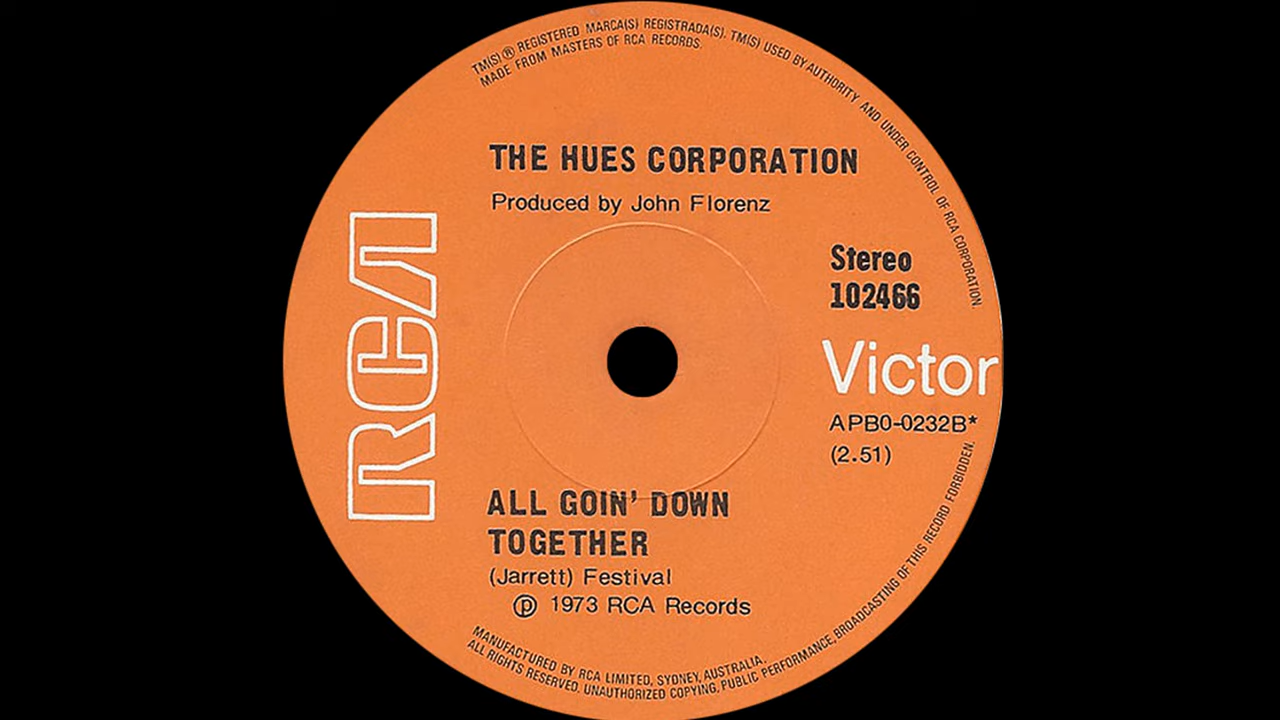 TM(S) ® REGISTERED MARCA(S) REGISTRADA(S). TM(S) USED BY AUTHORITY AND UNDER CONTROL OF RCA CORPORATION.
MADE FROM MASTERS OF RCA RECORDS.
THE HUES CORPORATION
Produced by John Florenz
RCA
Stereo
102466
Victor
APBO-0232B*
(2.51)
ALL GOIN' DOWN
TOGETHER
(Jarrett) Festival
℗ 1973 RCA Records
MANUFACTURED BY RCA LIMITED, SYDNEY, AUSTRALIA.
ALL RIGHTS RESERVED. UNAUTHORIZED COPYING, PUBLIC PERFORMANCE, BROADCASTING OF THIS RECORD FORBIDDEN.